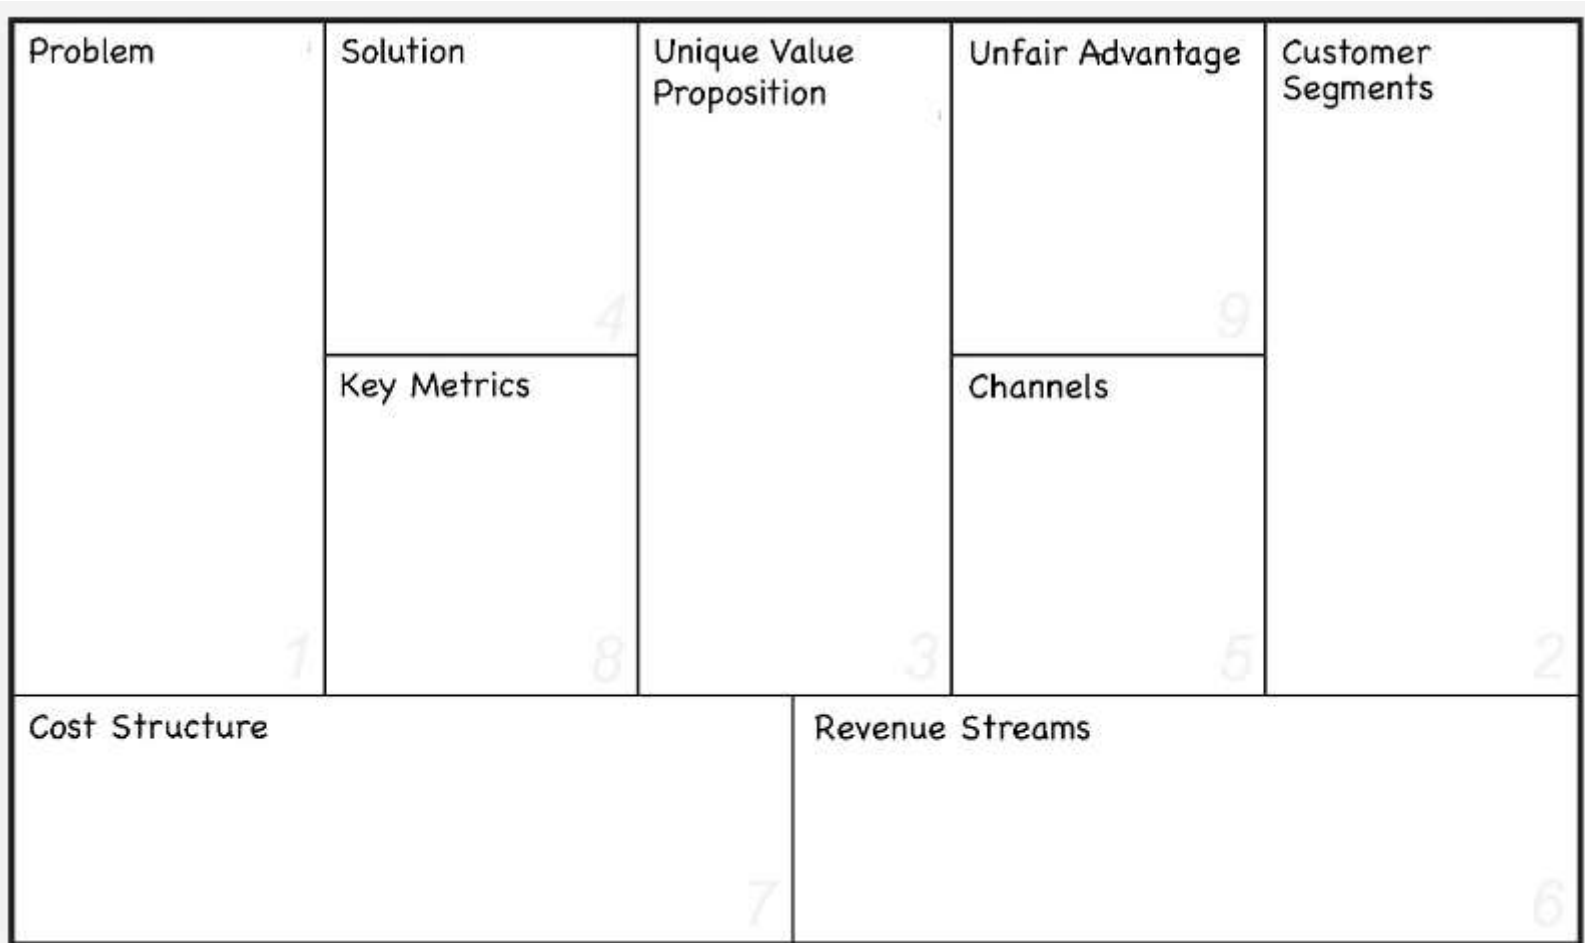 Problem
1
Solution
4
Key Metrics
8
Unique Value
Proposition
3
Unfair Advantage
9
Channels
5
Customer
Segments
2
Cost Structure
7
Revenue Streams
6